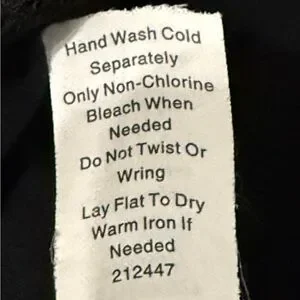 Hand Wash Cold
Separately
Only Non-Chlorine
Bleach When
Needed
Do Not Twist Or
Wring
Lay Flat To Dry
Warm Iron If
Needed
212447